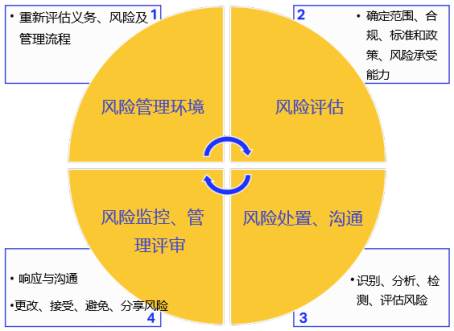 • 重新评估义务、风险及
管理流程
1
2
• 确定范围、合
规、标准和政
策、风险承受
能力
风险管理环境
风险评估
风险监控、管
理评审
风险处置、沟通
• 响应与沟通
•更改、接受、避免、分享风险
4
3
• 识别、分析、检
测、评估风险